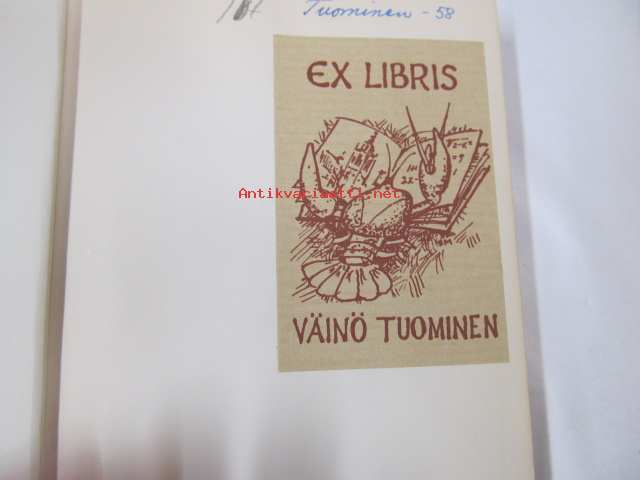 Tuominen - 58
EX LIBRIS
Antikvariaatti.net
VÄINÖ TUOMINEN